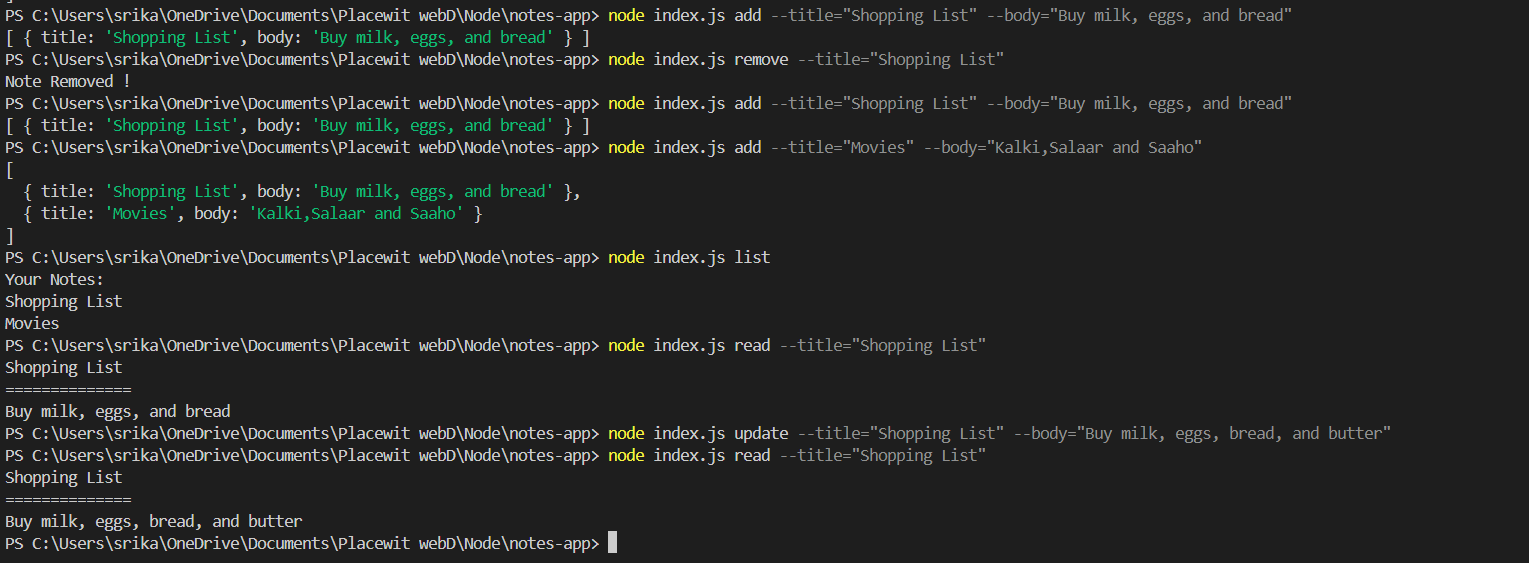 ]
PS C:\Users\srika\OneDrive\Documents\Placewit webD\Node\notes-app> node index.js add --title="Shopping List" --body="Buy milk, eggs, and bread"
[ { title: 'Shopping List', body: 'Buy milk, eggs, and bread' } ]
PS C:\Users\srika\OneDrive\Documents\Placewit webD\Node\notes-app> node index.js remove --title="Shopping List"
Note Removed !
PS C:\Users\srika\OneDrive\Documents\Placewit webD\Node\notes-app> node index.js add --title="Shopping List" --body="Buy milk, eggs, and bread"
[ { title: 'Shopping List', body: 'Buy milk, eggs, and bread' } ]
PS C:\Users\srika\OneDrive\Documents\Placewit webD\Node\notes-app> node index.js add --title="Movies" --body="Kalki,Salaar and Saaho"
[
  { title: 'Shopping List', body: 'Buy milk, eggs, and bread' },
  { title: 'Movies', body: 'Kalki,Salaar and Saaho' }
]
PS C:\Users\srika\OneDrive\Documents\Placewit webD\Node\notes-app> node index.js list
Your Notes:
Shopping List
Movies
PS C:\Users\srika\OneDrive\Documents\Placewit webD\Node\notes-app> node index.js read --title="Shopping List"
Shopping List
==============
Buy milk, eggs, and bread
PS C:\Users\srika\OneDrive\Documents\Placewit webD\Node\notes-app> node index.js update --title="Shopping List" --body="Buy milk, eggs, bread, and butter"
PS C:\Users\srika\OneDrive\Documents\Placewit webD\Node\notes-app> node index.js read --title="Shopping List"
Shopping List
==============
Buy milk, eggs, bread, and butter
PS C:\Users\srika\OneDrive\Documents\Placewit webD\Node\notes-app>